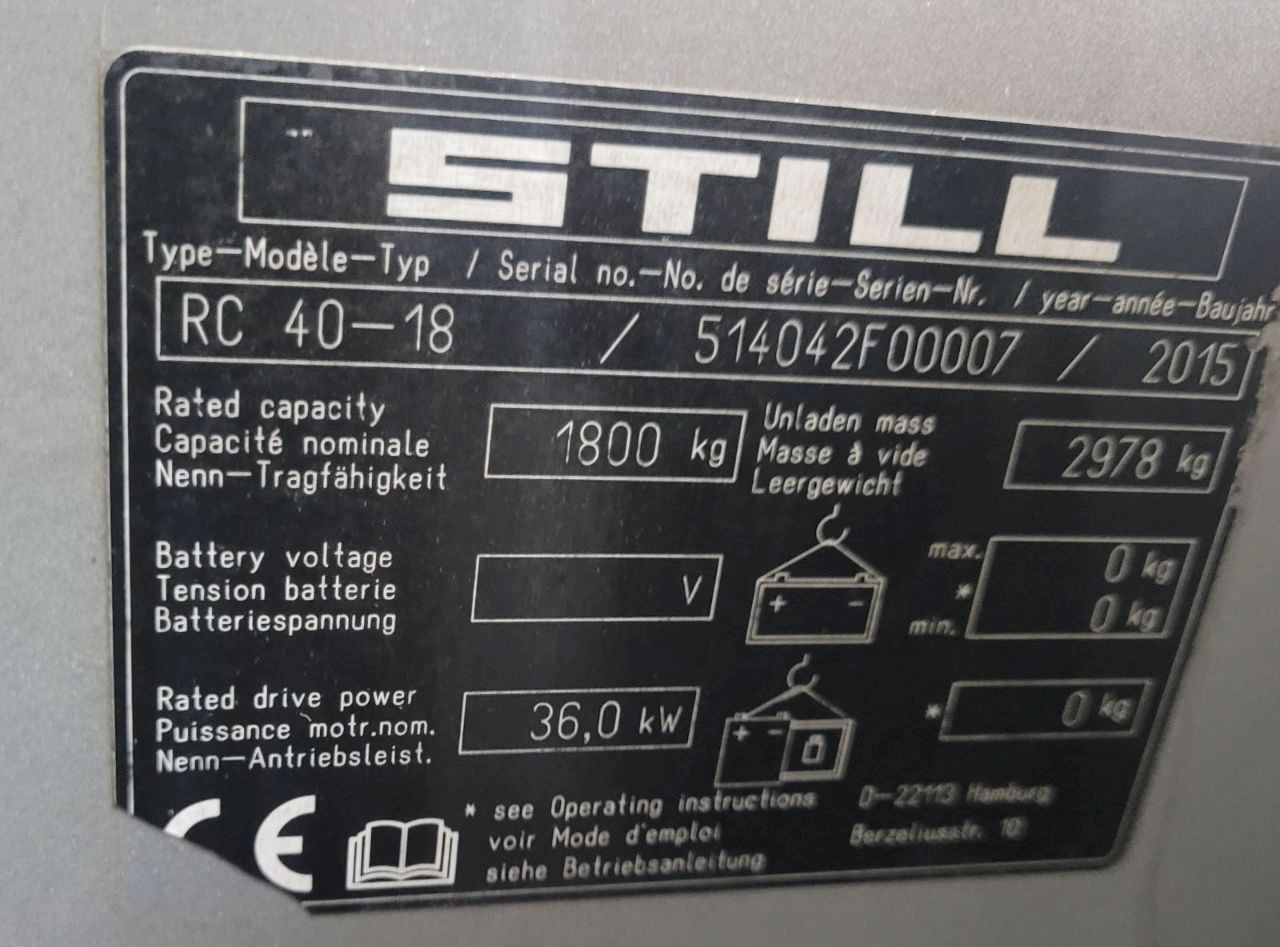 STILL
Type—Modèle—Typ / Serial no.—No. de série—Serien—Nr. / year—année—Baujahr
RC 40—18 / 514042F00007 / 2015
Rated capacity
Capacité nominale
Nenn—Tragfähigkeit
1800 kg
Unladen mass
Masse à vide
Leergewicht
2978 kg
Battery voltage
Tension batterie
Batteriespannung
V
+ −
max. 0 kg
*
min. 0 kg
Rated drive power
Puissance motr.nom.
Nenn—Antriebsleist.
36,0 kW
+ −
* 0 kg
CE
* see Operating instructions
voir Mode d'emploi
siehe Betriebsanleitung
D—22113 Hamburg
Berzeliusstr. 10